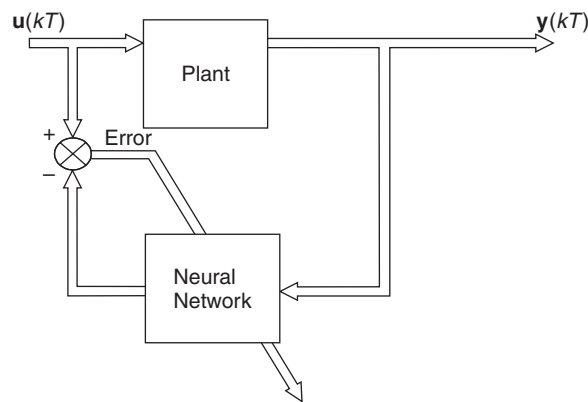 u(kT)
y(kT)
Plant
+
Error
−
Neural
Network